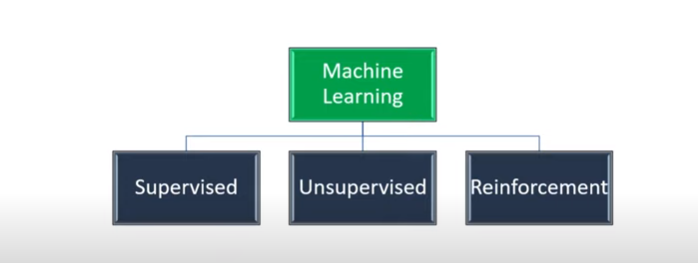 Machine
Learning
Supervised
Unsupervised
Reinforcement